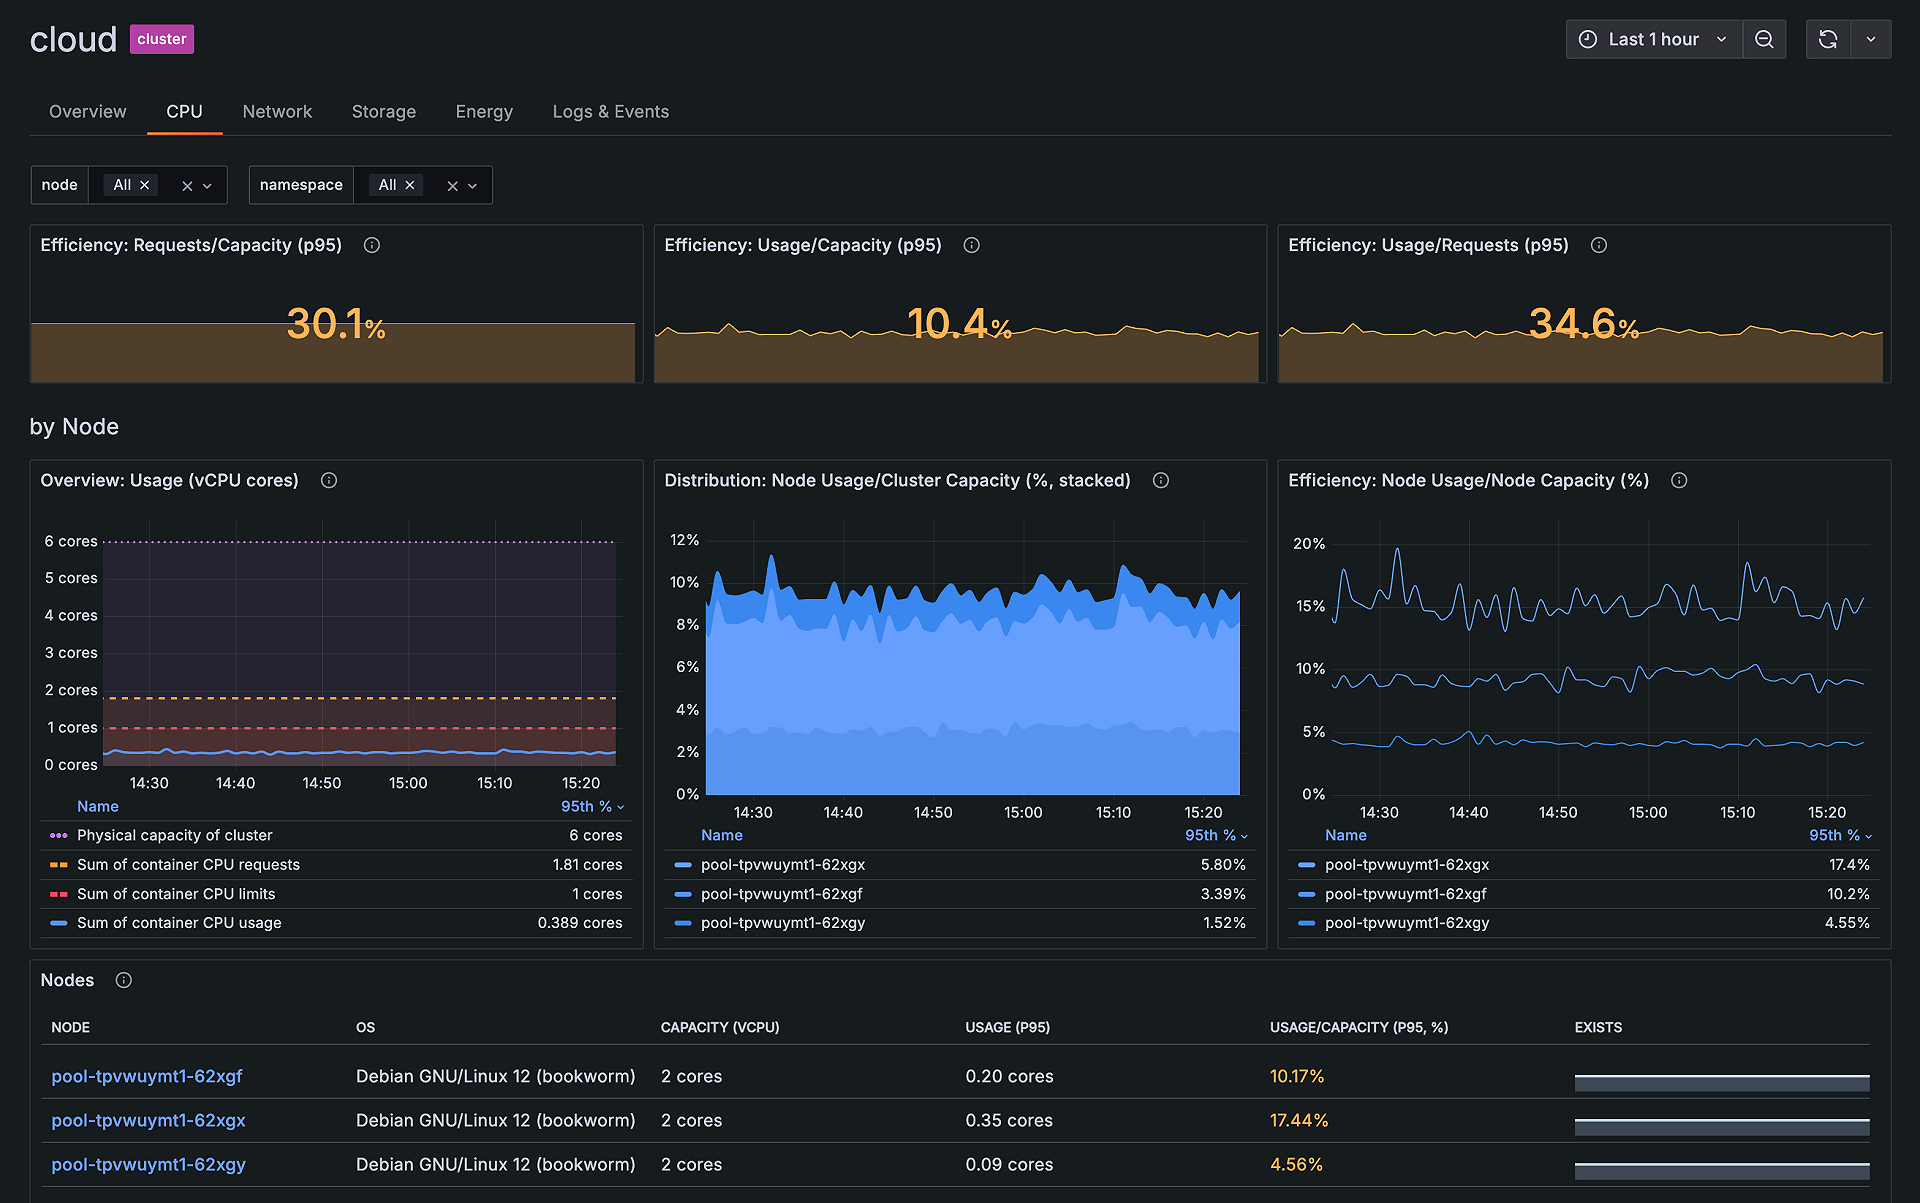 cloud cluster
Last 1 hour
Overview CPU Network Storage Energy Logs & Events
node All namespace All
Efficiency: Requests/Capacity (p95)
30.1%
Efficiency: Usage/Capacity (p95)
10.4%
Efficiency: Usage/Requests (p95)
34.6%
by Node
Overview: Usage (vCPU cores)
6 cores
5 cores
4 cores
3 cores
2 cores
1 cores
0 cores
14:30 14:40 14:50 15:00 15:10 15:20
Name 95th %
Physical capacity of cluster 6 cores
Sum of container CPU requests 1.81 cores
Sum of container CPU limits 1 cores
Sum of container CPU usage 0.389 cores
Distribution: Node Usage/Cluster Capacity (%, stacked)
12%
10%
8%
6%
4%
2%
0%
14:30 14:40 14:50 15:00 15:10 15:20
Name 95th %
pool-tpvwuymt1-62xgx 5.80%
pool-tpvwuymt1-62xgf 3.39%
pool-tpvwuymt1-62xgy 1.52%
Efficiency: Node Usage/Node Capacity (%)
20%
15%
10%
5%
0%
14:30 14:40 14:50 15:00 15:10 15:20
Name 95th %
pool-tpvwuymt1-62xgx 17.4%
pool-tpvwuymt1-62xgf 10.2%
pool-tpvwuymt1-62xgy 4.55%
Nodes
NODE OS CAPACITY (VCPU) USAGE (P95) USAGE/CAPACITY (P95, %) EXISTS
pool-tpvwuymt1-62xgf Debian GNU/Linux 12 (bookworm) 2 cores 0.20 cores 10.17%
pool-tpvwuymt1-62xgx Debian GNU/Linux 12 (bookworm) 2 cores 0.35 cores 17.44%
pool-tpvwuymt1-62xgy Debian GNU/Linux 12 (bookworm) 2 cores 0.09 cores 4.56%